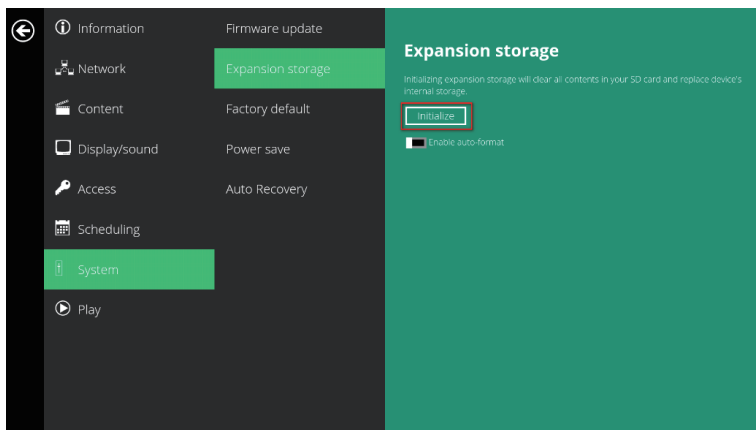 Information
Network
Content
Display/sound
Access
Scheduling
System
Play
Firmware update
Expansion storage
Factory default
Power save
Auto Recovery
Expansion storage
Initializing expansion storage will clear all contents in your SD card and replace device's
internal storage.
Initialize
Enable auto-format